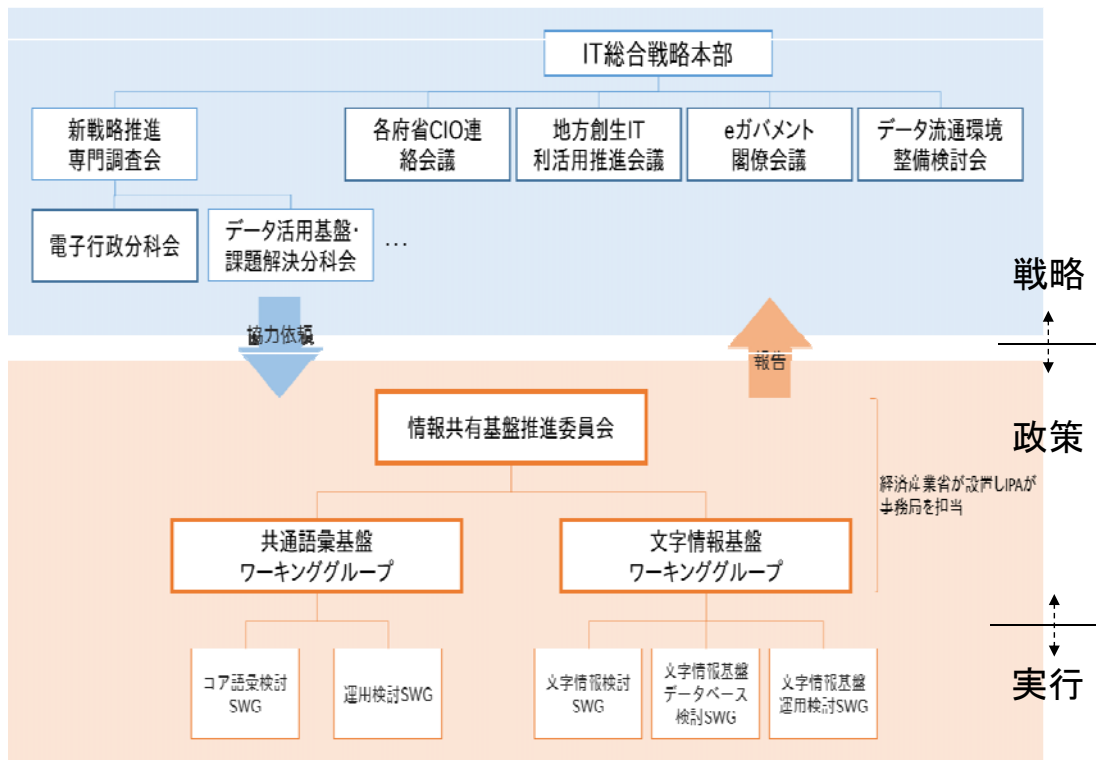 IT総合戦略本部
新戦略推進
専門調査会
各府省CIO連
絡会議
地方創生IT
利活用推進会議
eガバメント
閣僚会議
データ流通環境
整備検討会
電子行政分科会
データ活用基盤・
課題解決分科会
…
戦略
協力依頼
報告
情報共有基盤推進委員会
政策
経済産業省が設置しIPAが
事務局を担当
共通語彙基盤
ワーキンググループ
文字情報基盤
ワーキンググループ
コア語彙検討
SWG
運用検討SWG
文字情報検討
SWG
文字情報基盤
データベース
検討SWG
文字情報基盤
運用検討SWG
実行